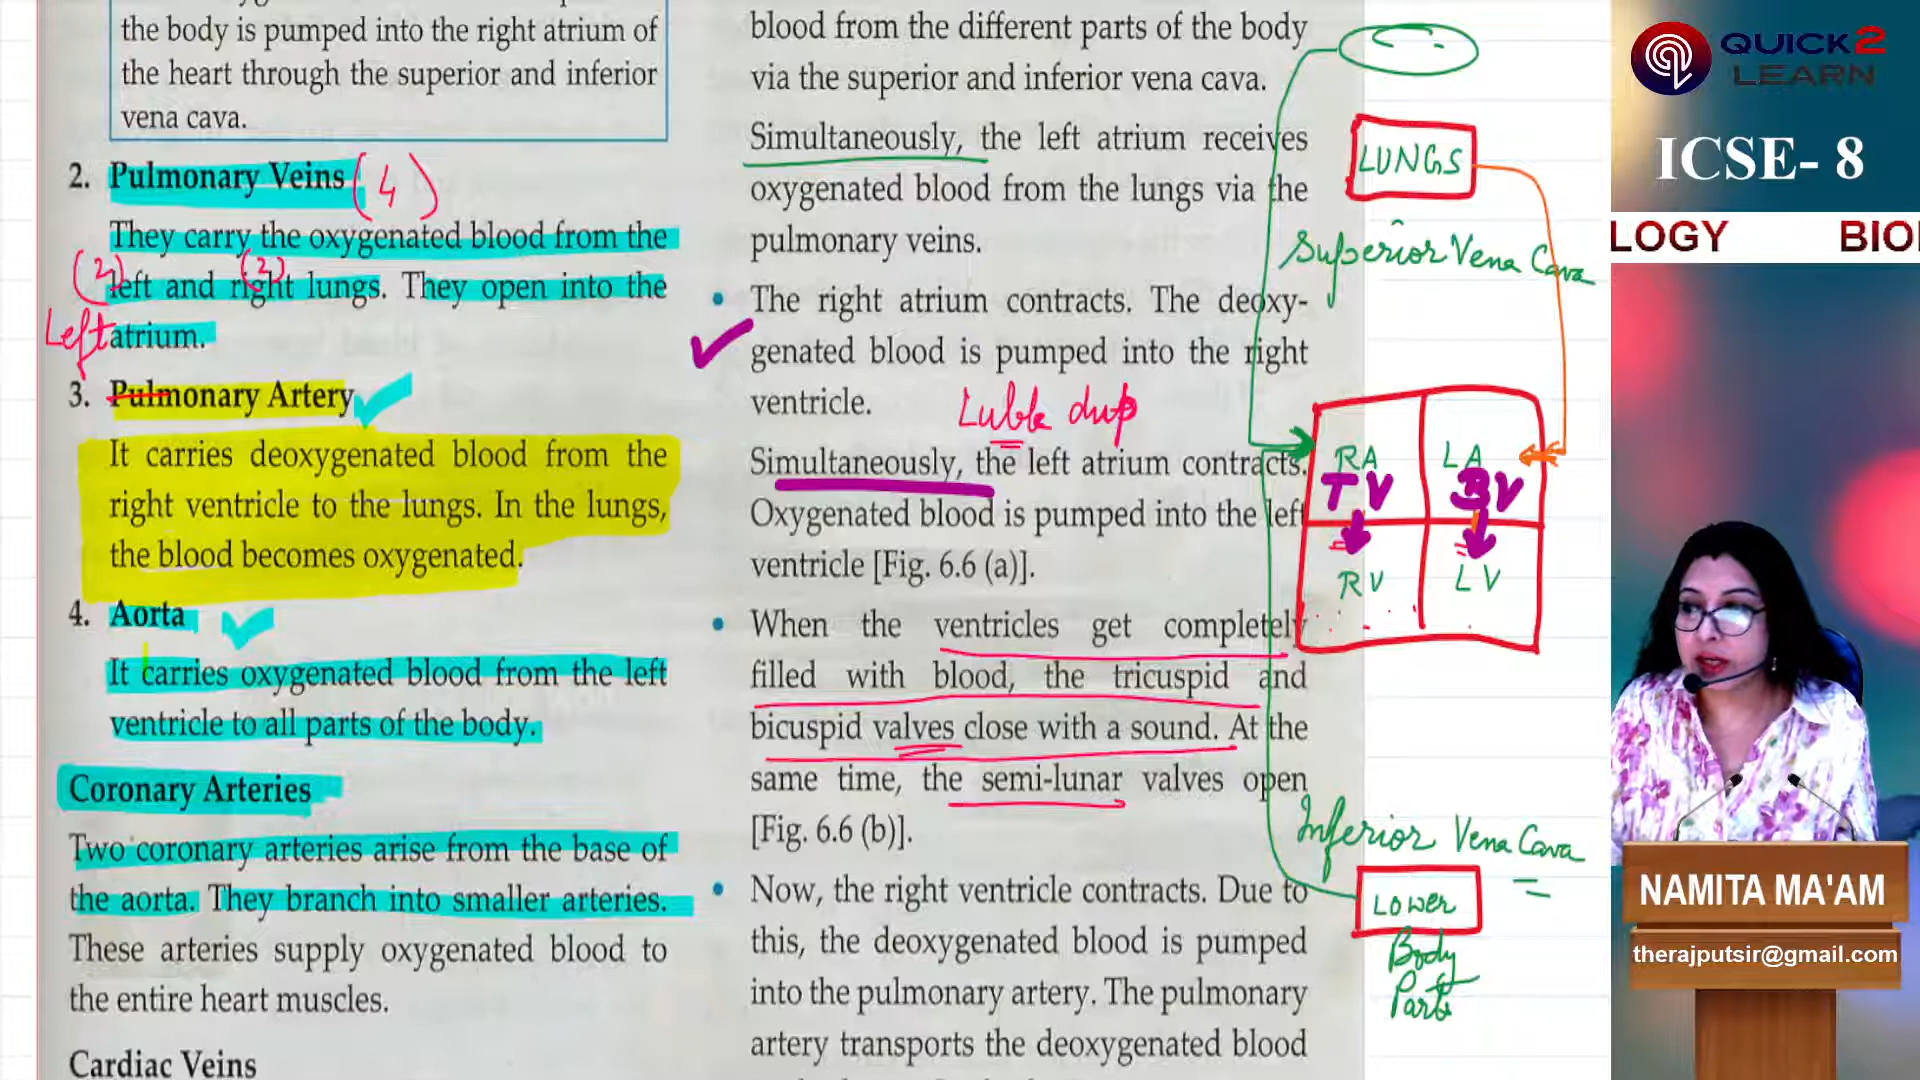 the body is pumped into the right atrium of
the heart through the superior and inferior
vena cava.
2. Pulmonary Veins (4)
They carry the oxygenated blood from the
(2) (2)
left and right lungs. They open into the
Left atrium.
3. Pulmonary Artery
It carries deoxygenated blood from the
right ventricle to the lungs. In the lungs,
the blood becomes oxygenated.
4. Aorta
It carries oxygenated blood from the left
ventricle to all parts of the body.
Coronary Arteries
Two coronary arteries arise from the base of
the aorta. They branch into smaller arteries.
These arteries supply oxygenated blood to
the entire heart muscles.
Cardiac Veins
blood from the different parts of the body
via the superior and inferior vena cava.
Simultaneously, the left atrium receives
oxygenated blood from the lungs via the
pulmonary veins.
• The right atrium contracts. The deoxy-
genated blood is pumped into the right
ventricle.
Simultaneously, the left atrium contracts.
Oxygenated blood is pumped into the left
ventricle [Fig. 6.6 (a)].
• When the ventricles get completely
filled with blood, the tricuspid and
bicuspid valves close with a sound. At the
same time, the semi-lunar valves open
[Fig. 6.6 (b)].
• Now, the right ventricle contracts. Due to
this, the deoxygenated blood is pumped
into the pulmonary artery. The pulmonary
artery transports the deoxygenated blood
LUNGS
Superior Vena Cava
RA LA
TV BV
RV LV
Inferior Vena Cava
LOWER
Body
Parts
QUICK2
LEARN
ICSE- 8
LOGY BIO
NAMITA MA'AM
therajputsir@gmail.com